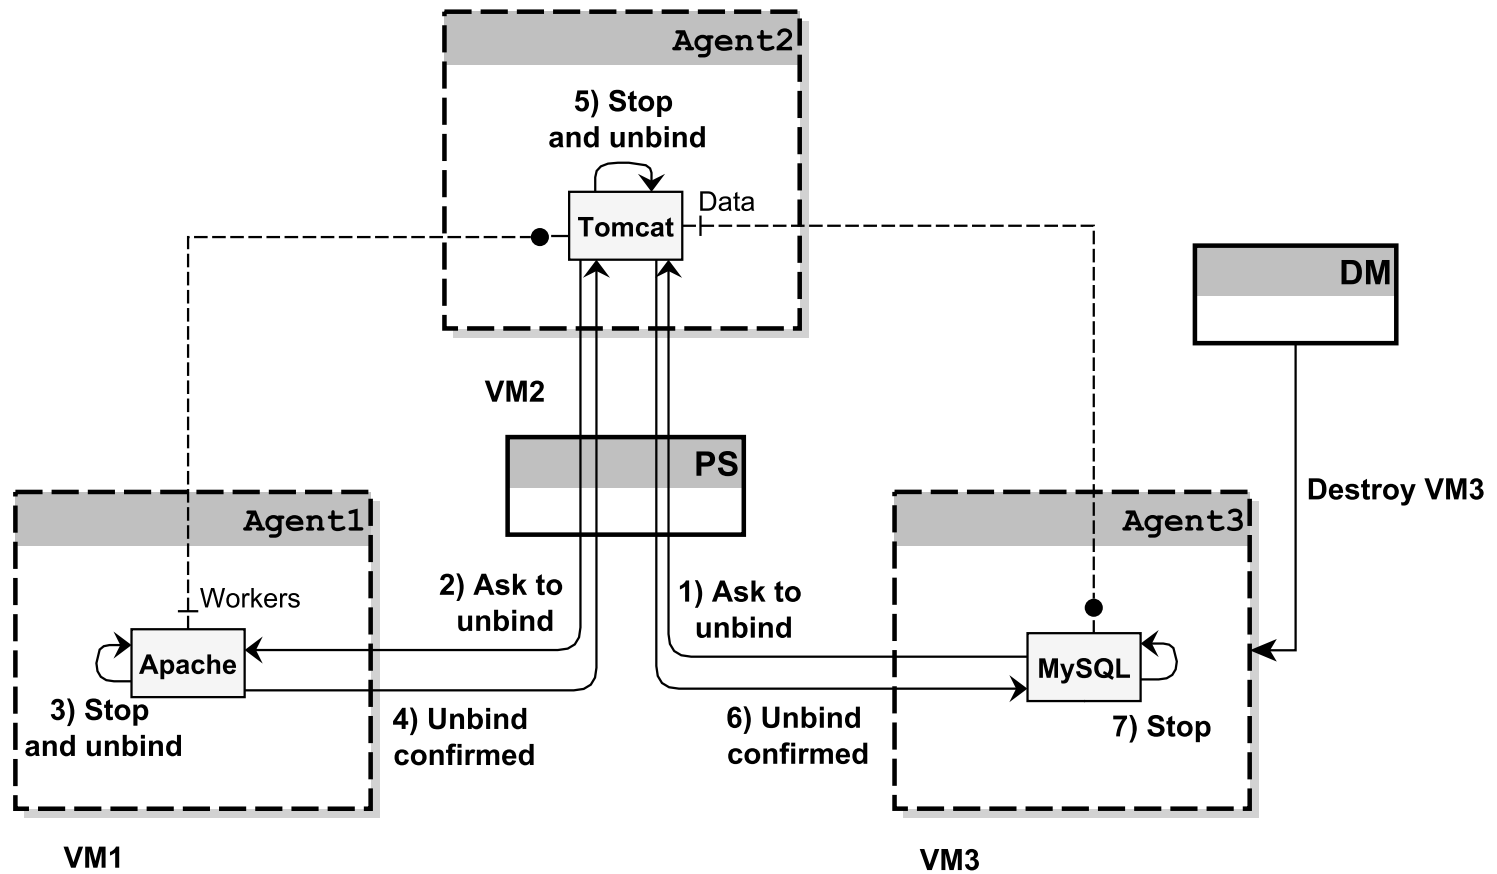 Agent2
5) Stop
and unbind
Data
Tomcat
DM
VM2
PS
Destroy VM3
Agent1
Agent3
2) Ask to
unbind
1) Ask to
unbind
Workers
Apache
MySQL
3) Stop
and unbind
4) Unbind
confirmed
6) Unbind
confirmed
7) Stop
VM1
VM3